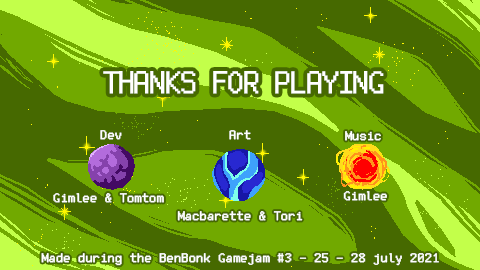 THANKS FOR PLAYING
Dev
Art
Music
Gimlee & Tomtom
Macbarette & Tori
Gimlee
Made during the BenBonk Gamejam #3 - 25 - 28 july 2021